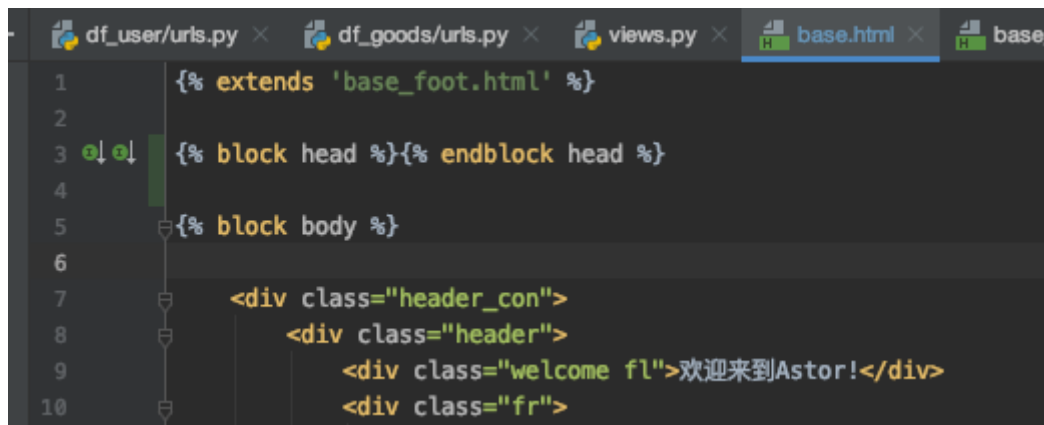 df_user/urls.py df_goods/urls.py views.py base.html base
1 {% extends 'base_foot.html' %}
2
3 {% block head %}{% endblock head %}
4
5 {% block body %}
6
7 <div class="header_con">
8 <div class="header">
9 <div class="welcome fl">欢迎来到Astor!</div>
10 <div class="fr">